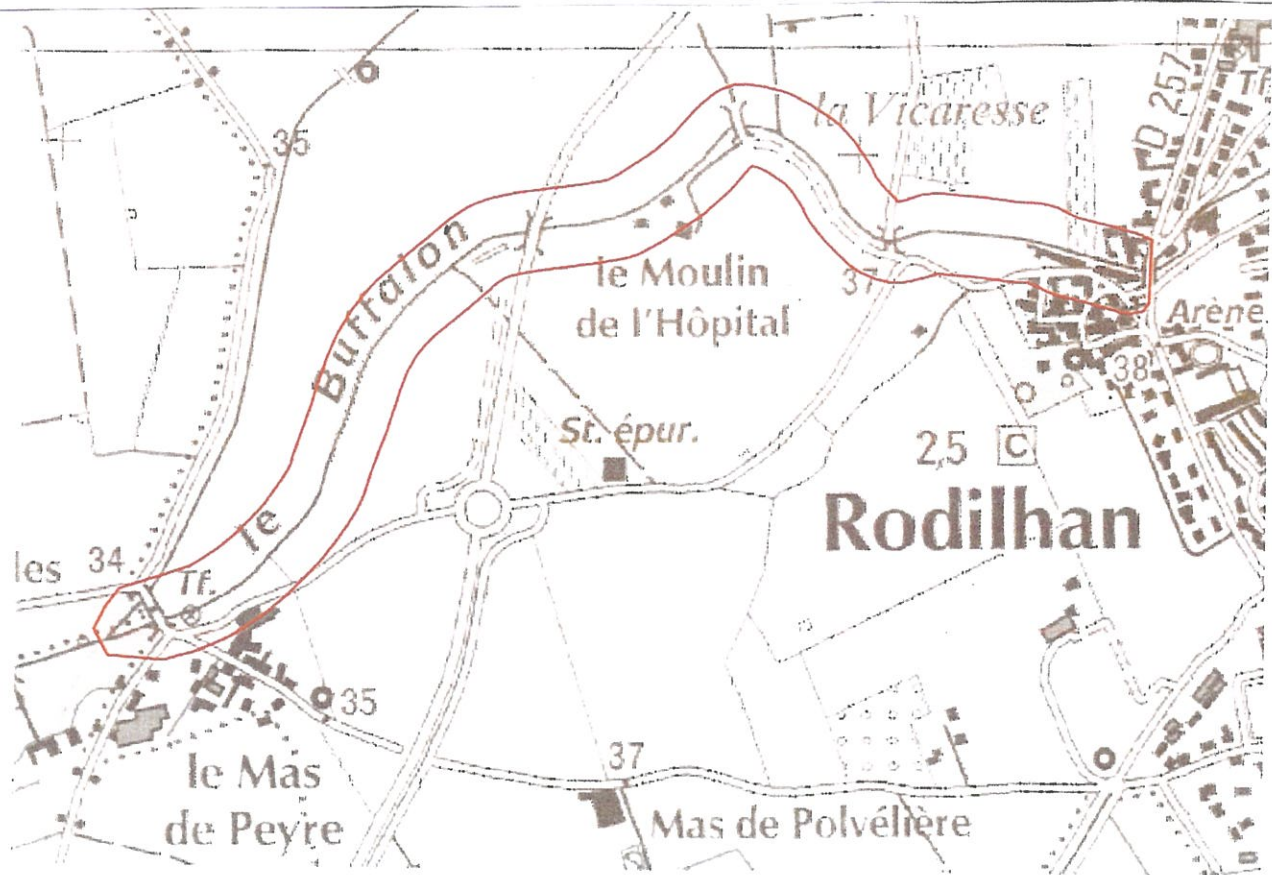 35
la Vicaresse
D 257
Tf.
le Buffalon
le Moulin
de l'Hôpital
37
Arène
38
St. épur.
2,5 C
Rodilhan
les
34
Tf.
35
le Mas
de Peyre
37
Mas de Polvélière